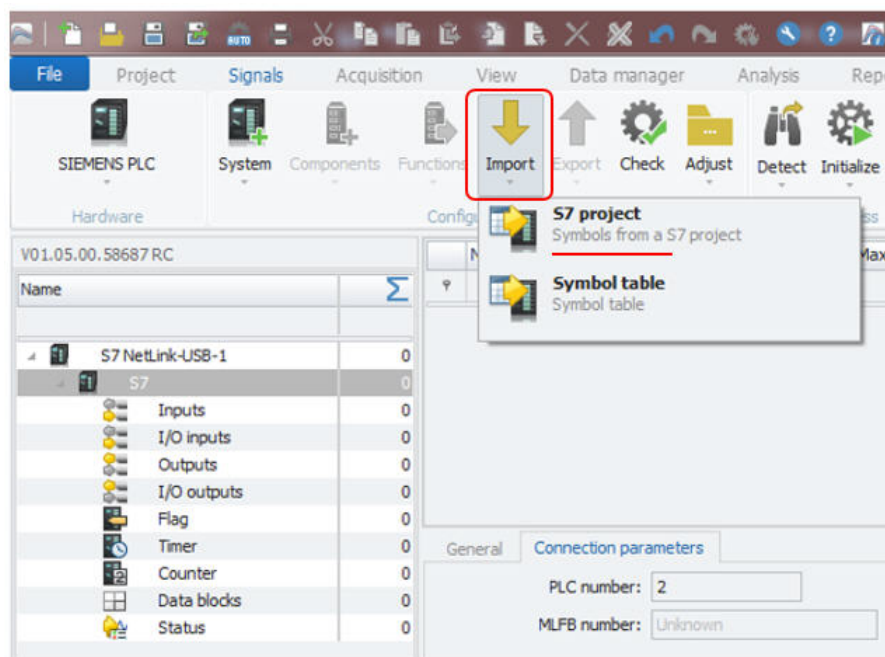 AUTO
File Project Signals Acquisition View Data manager Analysis
SIEMENS PLC System Components Functions Import Export Check Adjust Detect Initialize
Hardware
S7 project
Symbols from a S7 project
Symbol table
Symbol table
V01.05.00.58687 RC
Name Σ
S7 NetLink-USB-1 0
S7 0
Inputs 0
I/O inputs 0
Outputs 0
I/O outputs 0
Flag 0
Timer 0
Counter 0
Data blocks 0
Status 0
General Connection parameters
PLC number: 2
MLFB number: Unknown